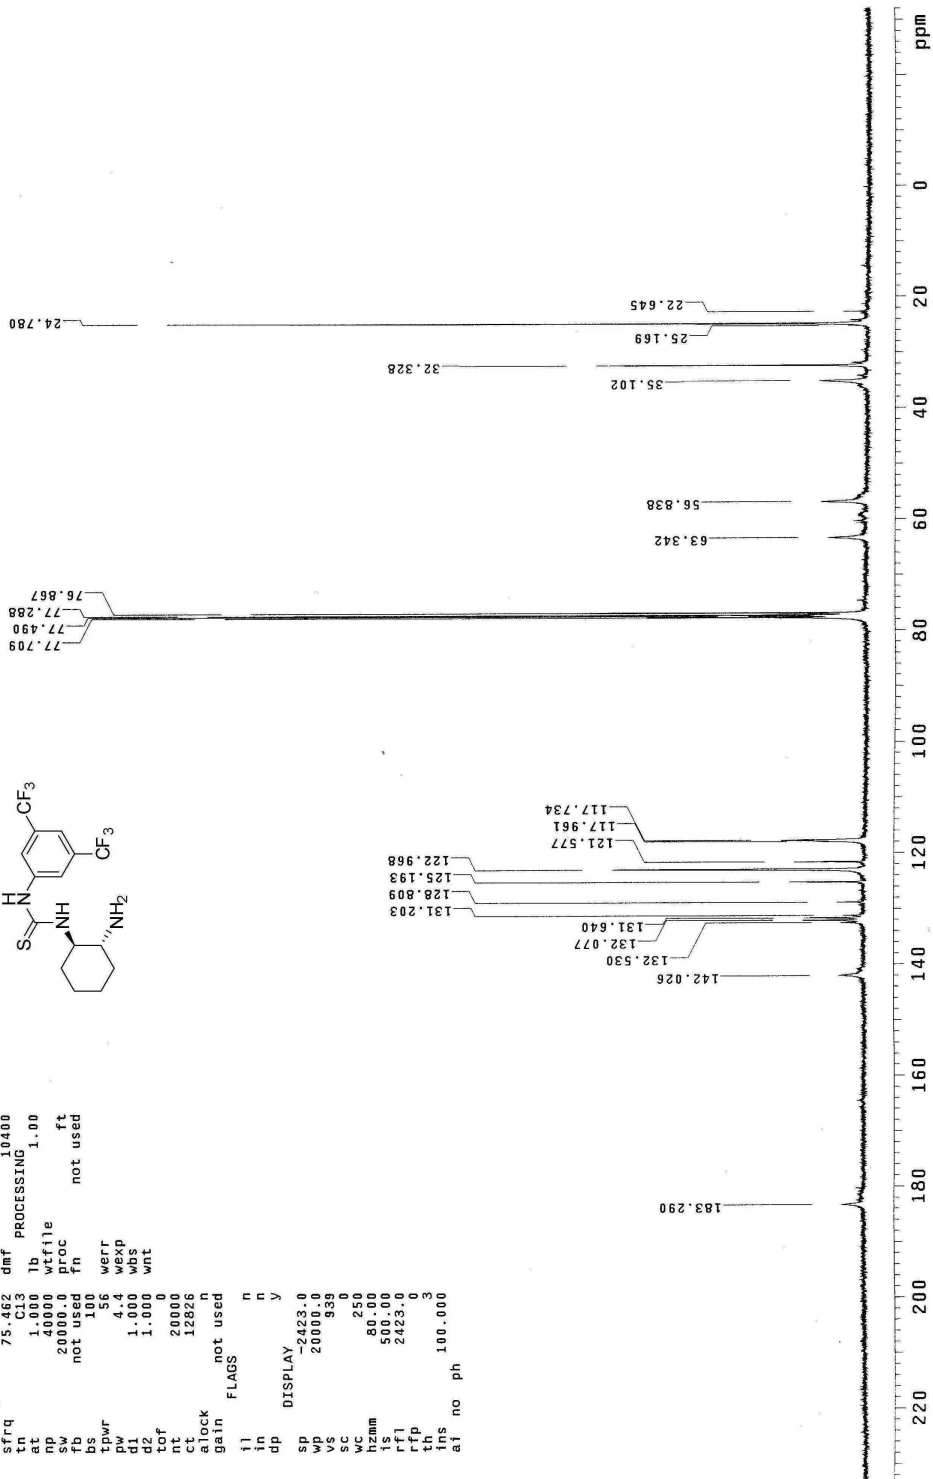 sfrq 75.462
tn C13
at 1.000
np 40000
sw 20000.0
fb not used
bs 100
tpwr 56
pw 4.4
d1 1.000
d2 1.000
tof 0
nt 20000
ct 12826
alock n
gain not used
FLAGS
il n
in n
dp y
DISPLAY
sp -2423.0
wp 20000.0
vs 939
sc 0
wc 250
hzmm 80.00
is 500.00
rfl 2423.0
rfp 0
th 3
ins 100.000
ai no ph
dmf 10400
PROCESSING
lb 1.00
wtfile
proc ft
fn not used
werr
wexp
wbs
wnt
S
H
N
NH
NH2
CF3
CF3
183.290
142.026
132.530
132.077
131.640
131.203
128.809
125.193
122.968
121.577
117.961
117.734
77.709
77.490
77.288
76.867
63.342
56.838
35.102
32.328
25.169
24.780
22.645
220 200 180 160 140 120 100 80 60 40 20 0 ppm